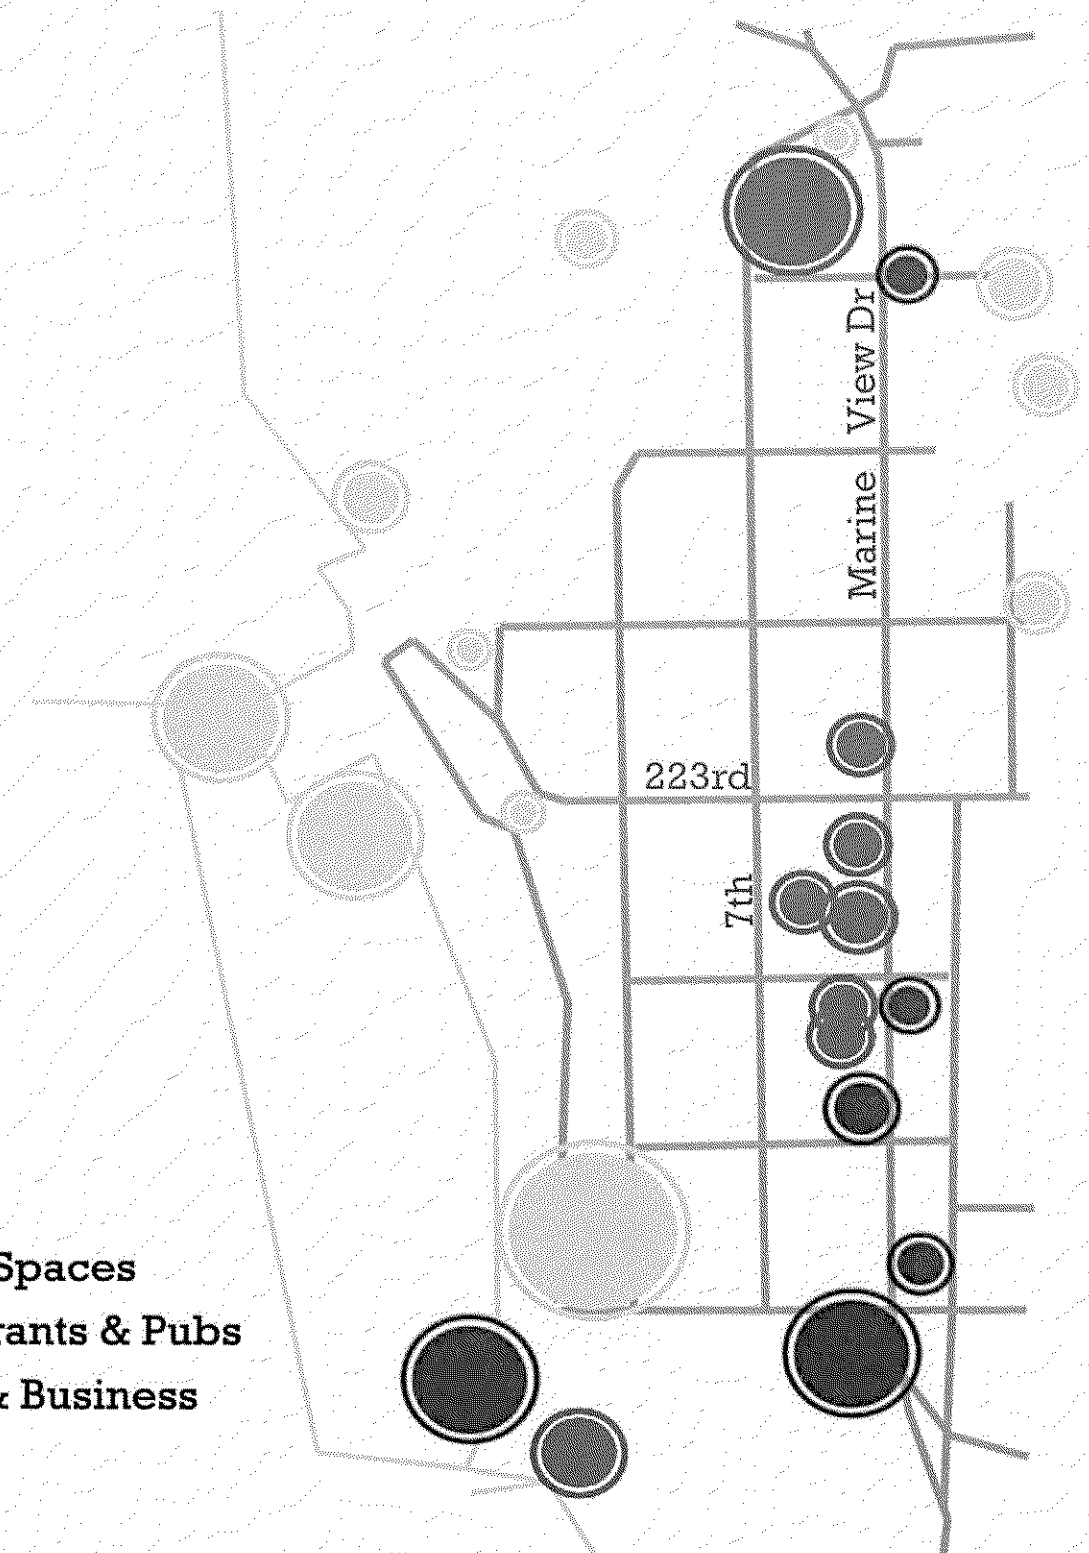 Marine View Dr
223rd
7th
Spaces
rants & Pubs
& Business